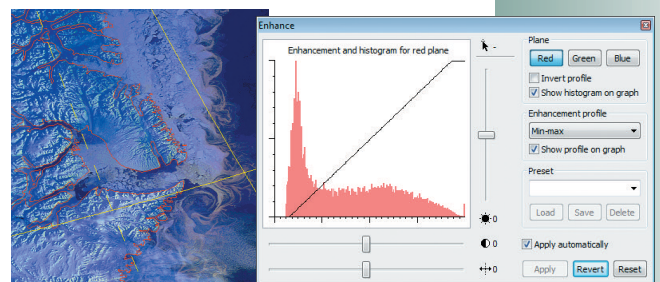 Enhance
Enhancement and histogram for red plane
-
0
0
0
Plane
Red Green Blue
Invert profile
Show histogram on graph
Enhancement profile
Min-max
Show profile on graph
Preset
Load Save Delete
Apply automatically
Apply Revert Reset